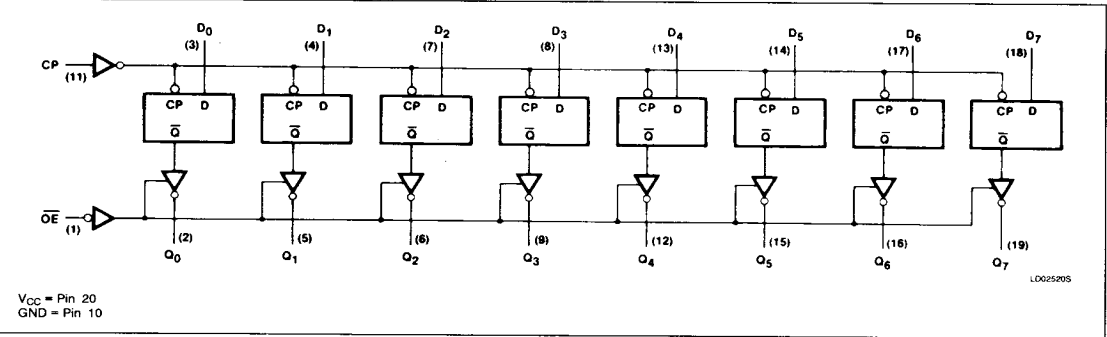 D0 D1 D2 D3 D4 D5 D6 D7
(3) (4) (7) (8) (13) (14) (17) (18)
CP
(11)
CP D CP D CP D CP D CP D CP D CP D CP D
Q̅ Q̅ Q̅ Q̅ Q̅ Q̅ Q̅ Q̅
O̅E̅
(1)
(2) (5) (6) (9) (12) (15) (16) (19)
Q0 Q1 Q2 Q3 Q4 Q5 Q6 Q7
LD02520S
VCC = Pin 20
GND = Pin 10